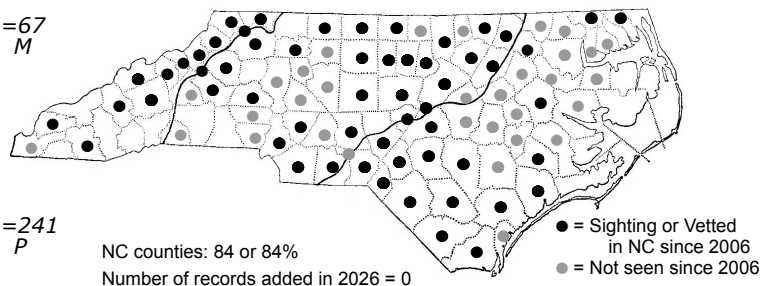 =67
M
=241
P
NC counties: 84 or 84%
Number of records added in 2026 = 0
= Sighting or Vetted
in NC since 2006
= Not seen since 2006